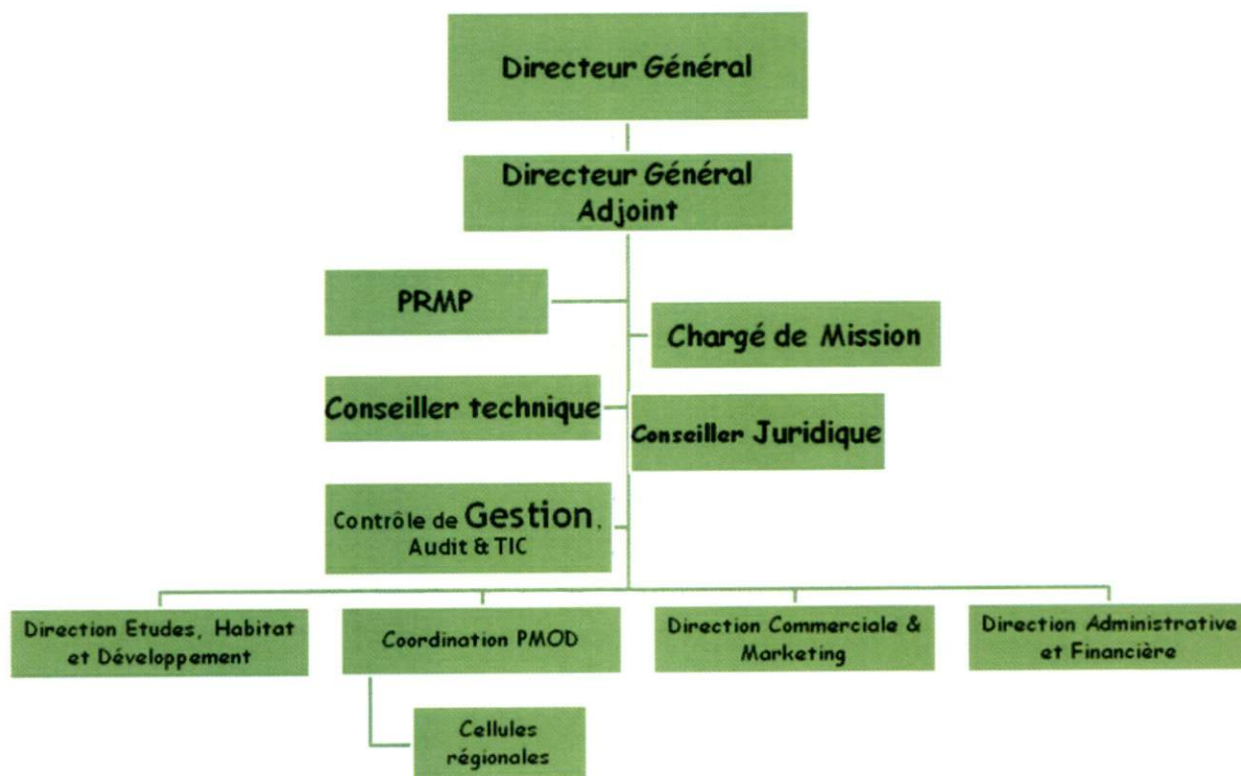 Directeur Général
Directeur Général
Adjoint
PRMP
Chargé de Mission
Conseiller technique
Conseiller Juridique
Contrôle de Gestion,
Audit & TIC
Direction Etudes, Habitat
et Développement
Coordination PMOD
Direction Commerciale &
Marketing
Direction Administrative
et Financière
Cellules
régionales